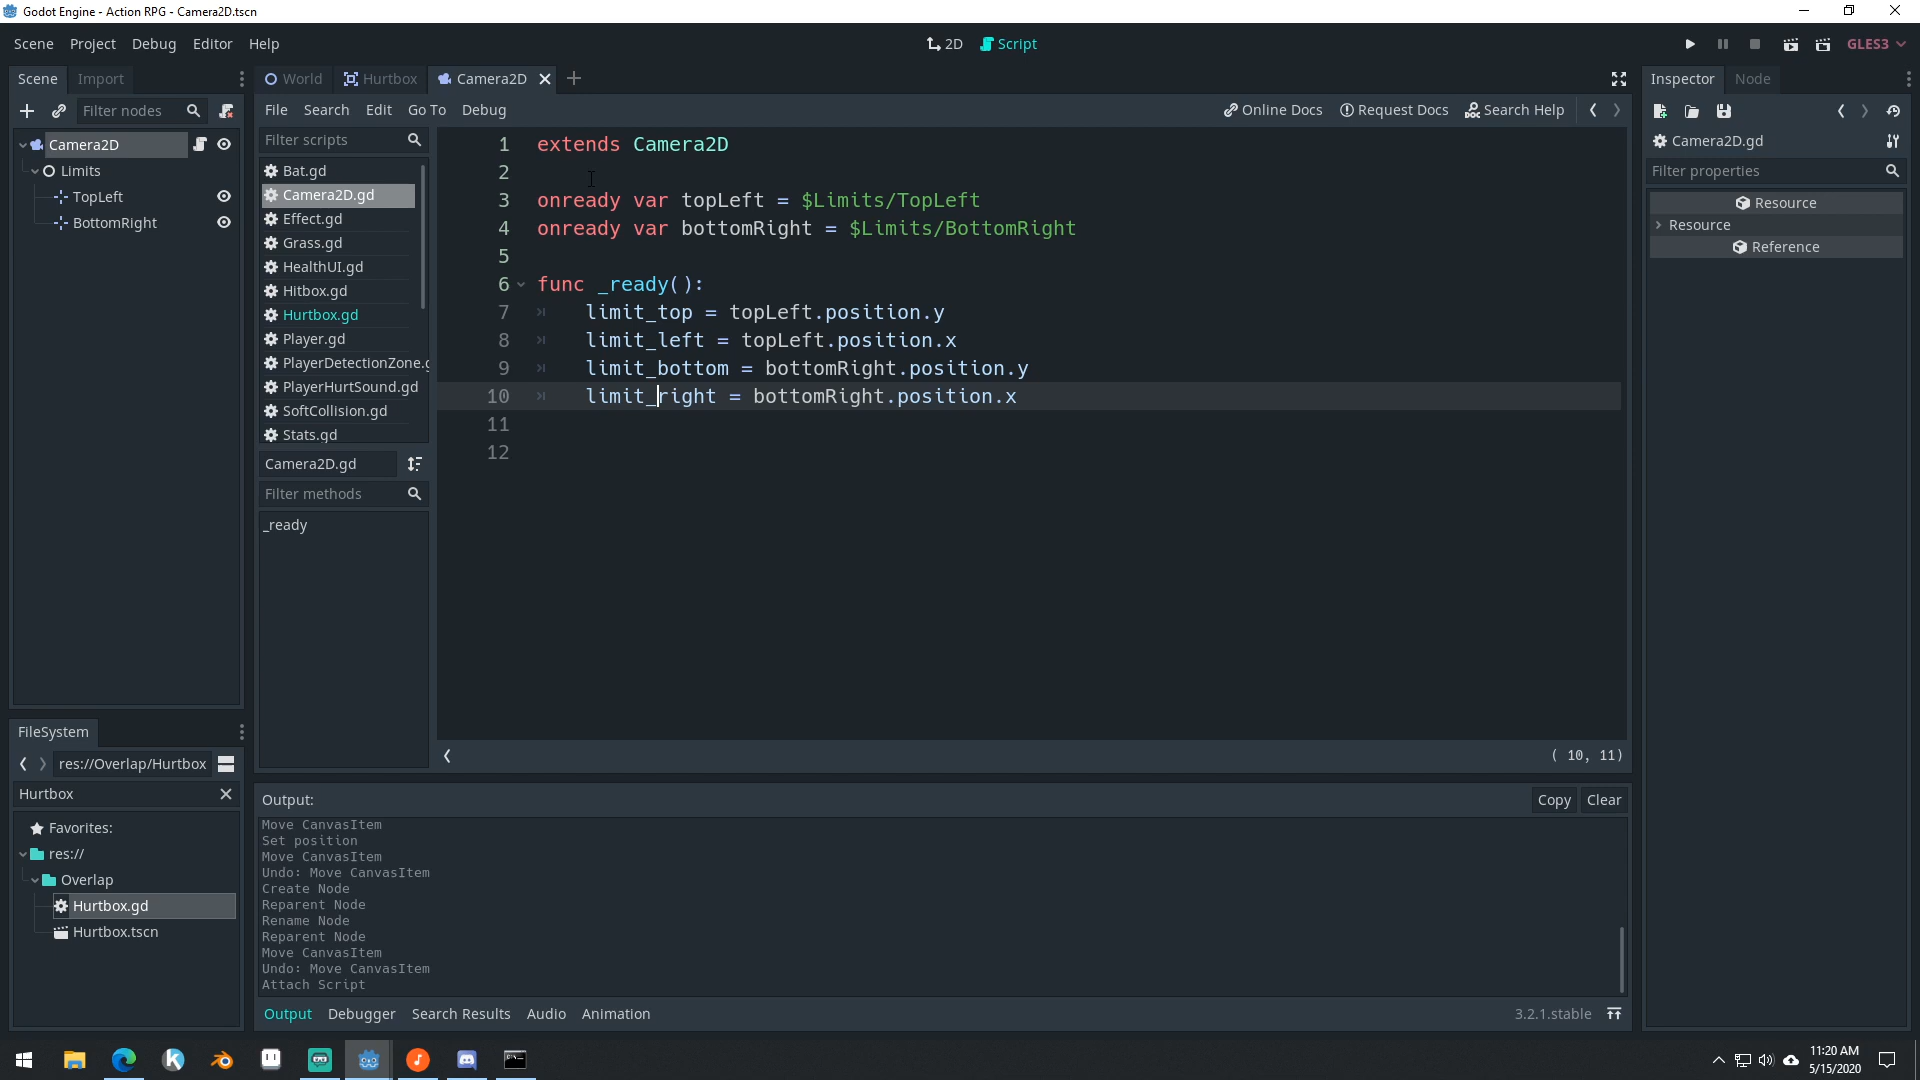 Godot Engine - Action RPG - Camera2D.tscn
Scene Project Debug Editor Help
2D Script
GLES3
Scene Import
World Hurtbox Camera2D
Inspector Node
Filter nodes
File Search Edit Go To Debug
Online Docs Request Docs Search Help
Camera2D
Limits
TopLeft
BottomRight
Filter scripts
Bat.gd
Camera2D.gd
Effect.gd
Grass.gd
HealthUI.gd
Hitbox.gd
Hurtbox.gd
Player.gd
PlayerDetectionZone.g
PlayerHurtSound.gd
SoftCollision.gd
Stats.gd
Camera2D.gd
Filter methods
_ready
1 extends Camera2D
2
3 onready var topLeft = $Limits/TopLeft
4 onready var bottomRight = $Limits/BottomRight
5
6 func _ready():
7 limit_top = topLeft.position.y
8 limit_left = topLeft.position.x
9 limit_bottom = bottomRight.position.y
10 limit_right = bottomRight.position.x
11
12
( 10, 11)
Camera2D.gd
Filter properties
Resource
Resource
Reference
FileSystem
res://Overlap/Hurtbox
Hurtbox
Favorites:
res://
Overlap
Hurtbox.gd
Hurtbox.tscn
Output:
Copy Clear
Move CanvasItem
Set position
Move CanvasItem
Undo: Move CanvasItem
Create Node
Reparent Node
Rename Node
Reparent Node
Move CanvasItem
Undo: Move CanvasItem
Attach Script
Output Debugger Search Results Audio Animation
3.2.1.stable
11:20 AM
5/15/2020